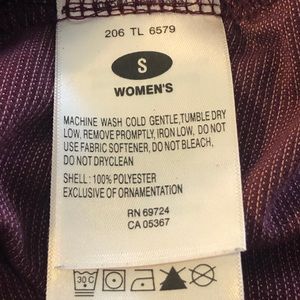 206 TL 6579
S
WOMEN'S
MACHINE WASH COLD GENTLE,TUMBLE DRY
LOW, REMOVE PROMPTLY, IRON LOW, DO NOT
USE FABRIC SOFTENER, DO NOT BLEACH,
DO NOT DRYCLEAN
SHELL : 100% POLYESTER
EXCLUSIVE OF ORNAMENTATION
RN 69724
CA 05367
30 C